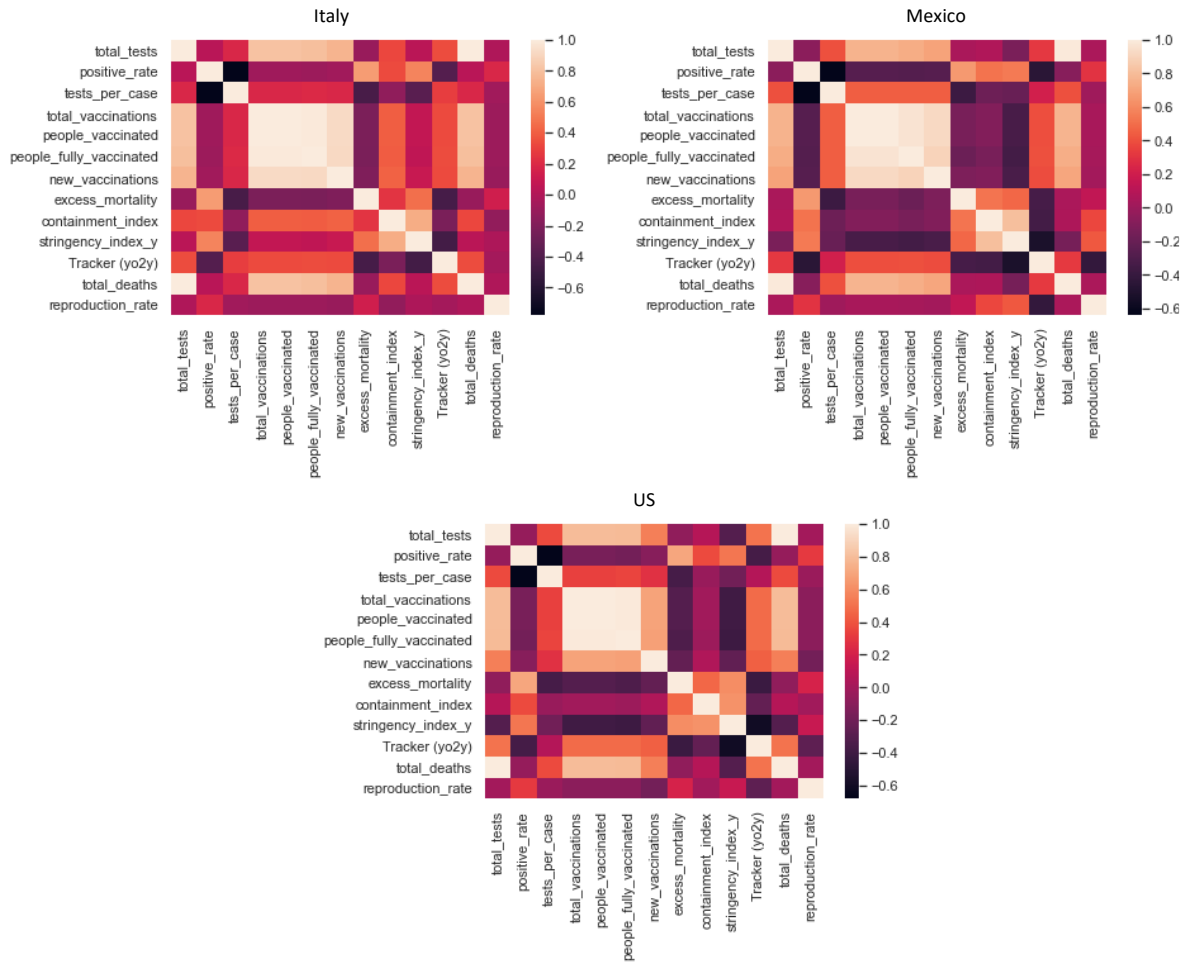 Italy
total_tests
positive_rate
tests_per_case
total_vaccinations
people_vaccinated
people_fully_vaccinated
new_vaccinations
excess_mortality
containment_index
stringency_index_y
Tracker (yo2y)
total_deaths
reproduction_rate
total_tests
positive_rate
tests_per_case
total_vaccinations
people_vaccinated
people_fully_vaccinated
new_vaccinations
excess_mortality
containment_index
stringency_index_y
Tracker (yo2y)
total_deaths
reproduction_rate
1.0
0.8
0.6
0.4
0.2
0.0
−0.2
−0.4
−0.6
Mexico
total_tests
positive_rate
tests_per_case
total_vaccinations
people_vaccinated
people_fully_vaccinated
new_vaccinations
excess_mortality
containment_index
stringency_index_y
Tracker (yo2y)
total_deaths
reproduction_rate
total_tests
positive_rate
tests_per_case
total_vaccinations
people_vaccinated
people_fully_vaccinated
new_vaccinations
excess_mortality
containment_index
stringency_index_y
Tracker (yo2y)
total_deaths
reproduction_rate
1.0
0.8
0.6
0.4
0.2
0.0
−0.2
−0.4
−0.6
US
total_tests
positive_rate
tests_per_case
total_vaccinations
people_vaccinated
people_fully_vaccinated
new_vaccinations
excess_mortality
containment_index
stringency_index_y
Tracker (yo2y)
total_deaths
reproduction_rate
total_tests
positive_rate
tests_per_case
total_vaccinations
people_vaccinated
people_fully_vaccinated
new_vaccinations
excess_mortality
containment_index
stringency_index_y
Tracker (yo2y)
total_deaths
reproduction_rate
1.0
0.8
0.6
0.4
0.2
0.0
−0.2
−0.4
−0.6